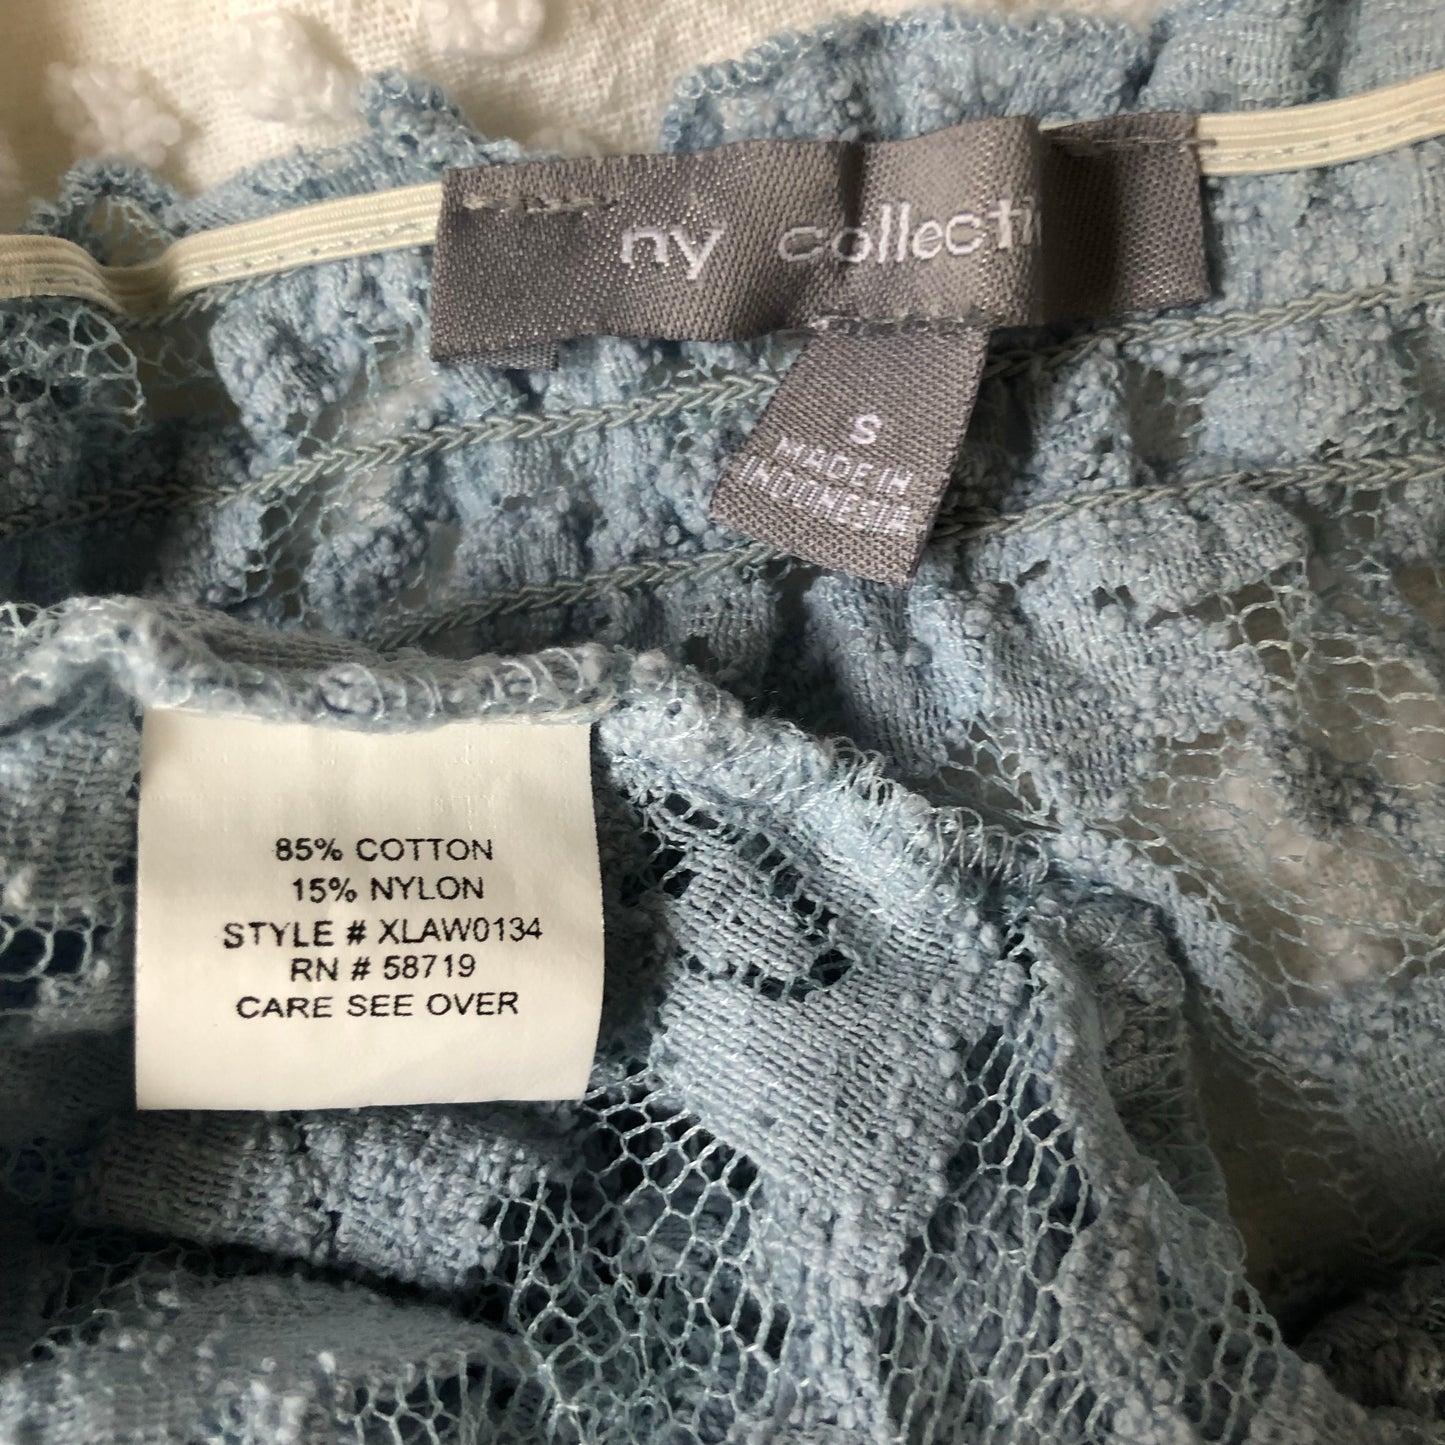 ny collecti
S
MADE IN
INDONESIA
85% COTTON
15% NYLON
STYLE # XLAW0134
RN # 58719
CARE SEE OVER